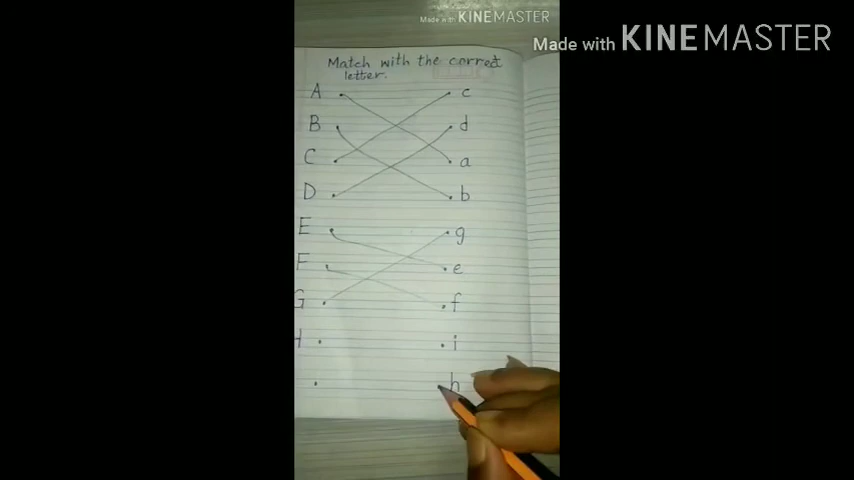 Made with KINEMASTER
Made with KINEMASTER
Match with the correct
letter.
A c
B d
C a
D b
E g
F e
G f
H i
h